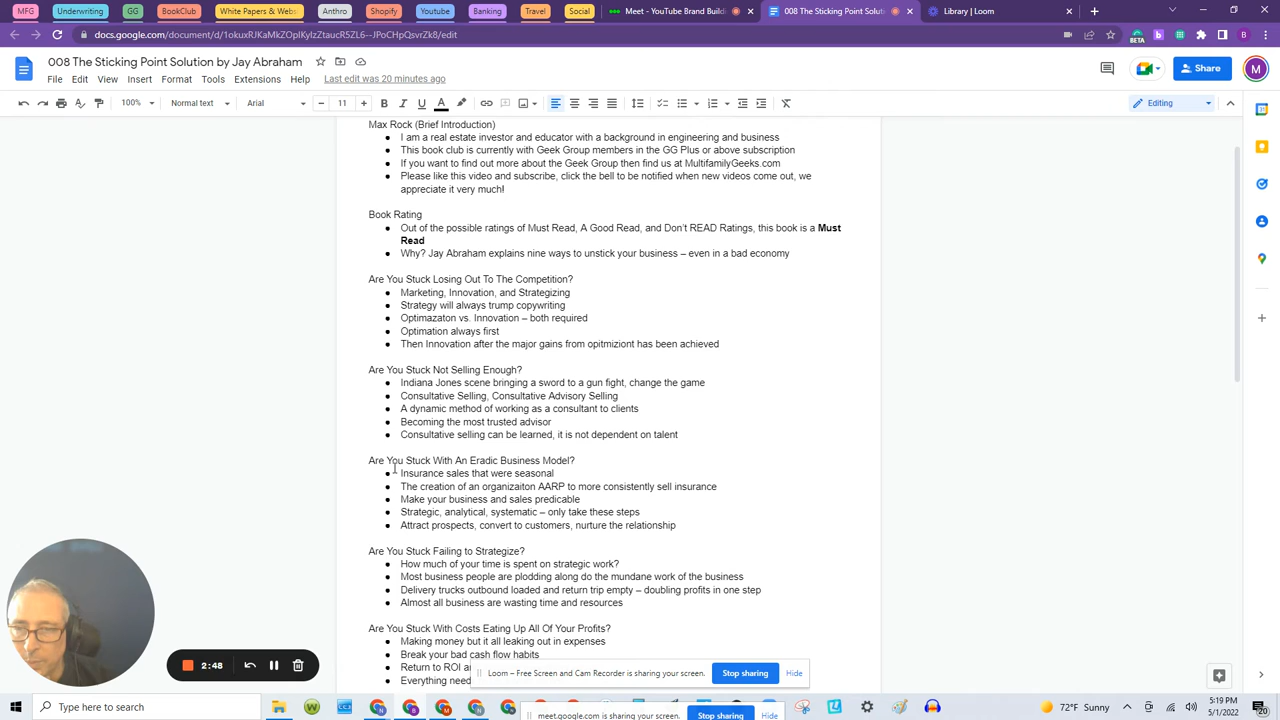 MFG GG BookClub White Papers & Webs Anthro Shopify Youtube Banking Travel Social Meet - YouTube Brand Build 008 The Sticking Point Soluti Library | Loom
docs.google.com/document/d/1okuxRJKaMkZOpIKyIzZtaucR5ZL6--JPoCHpQsvrZk8/edit
008 The Sticking Point Solution by Jay Abraham
File Edit View Insert Format Tools Extensions Help Last edit was 20 minutes ago
Share
M
100% Normal text Arial 11 Editing
Max Rock (Brief Introduction)
I am a real estate investor and educator with a background in engineering and business
This book club is currently with Geek Group members in the GG Plus or above subscription
If you want to find out more about the Geek Group then find us at MultifamilyGeeks.com
Please like this video and subscribe, click the bell to be notified when new videos come out, we
appreciate it very much!
Book Rating
Out of the possible ratings of Must Read, A Good Read, and Don't READ Ratings, this book is a Must
Read
Why? Jay Abraham explains nine ways to unstick your business – even in a bad economy
Are You Stuck Losing Out To The Competition?
Marketing, Innovation, and Strategizing
Strategy will always trump copywriting
Optimazaton vs. Innovation – both required
Optimation always first
Then Innovation after the major gains from opitmiziont has been achieved
Are You Stuck Not Selling Enough?
Indiana Jones scene bringing a sword to a gun fight, change the game
Consultative Selling, Consultative Advisory Selling
A dynamic method of working as a consultant to clients
Becoming the most trusted advisor
Consultative selling can be learned, it is not dependent on talent
Are You Stuck With An Eradic Business Model?
Insurance sales that were seasonal
The creation of an organizaiton AARP to more consistently sell insurance
Make your business and sales predicable
Strategic, analytical, systematic – only take these steps
Attract prospects, convert to customers, nurture the relationship
Are You Stuck Failing to Strategize?
How much of your time is spent on strategic work?
Most business people are plodding along do the mundane work of the business
Delivery trucks outbound loaded and return trip empty – doubling profits in one step
Almost all business are wasting time and resources
Are You Stuck With Costs Eating Up All Of Your Profits?
Making money but it all leaking out in expenses
Break your bad cash flow habits
Return to ROI
Everything need
2:48
Loom – Free Screen and Cam Recorder is sharing your screen. Stop sharing Hide
meet.google.com is sharing your screen. Stop sharing Hide
Type here to search
72°F Sunny
5:19 PM
5/1/2022